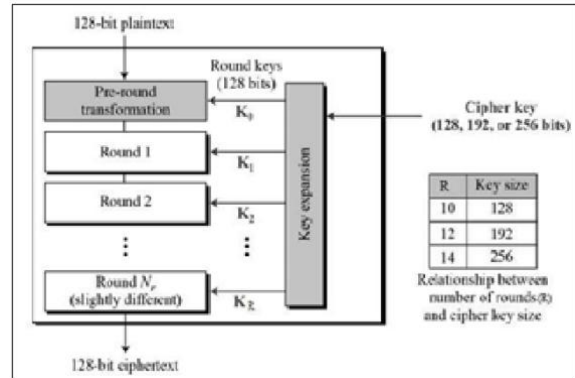 128-bit plaintext
Round keys
(128 bits)
Pre-round
transformation
K₀
Cipher key
(128, 192, or 256 bits)
Round 1
K₁
Round 2
K₂
Key expansion
R Key size
10 128
12 192
14 256
Round Nr
(slightly different)
KR
Relationship between
number of rounds(R)
and cipher key size
128-bit ciphertext